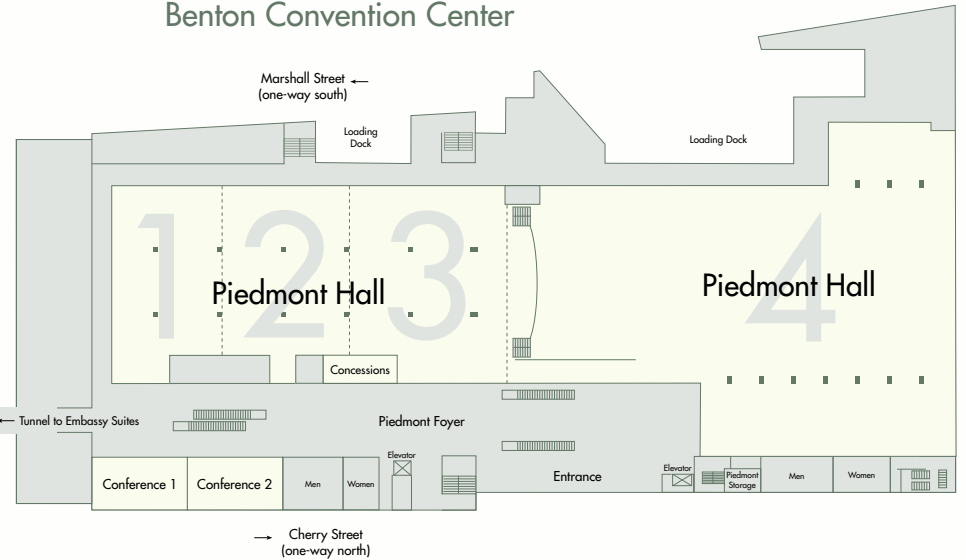 Benton Convention Center
Marshall Street
(one-way south)
Loading
Dock
Loading Dock
1
2
3
4
Piedmont Hall
Piedmont Hall
Concessions
Tunnel to Embassy Suites
Piedmont Foyer
Elevator
Entrance
Elevator
Conference 1
Conference 2
Men
Women
Piedmont
Storage
Men
Women
Cherry Street
(one-way north)